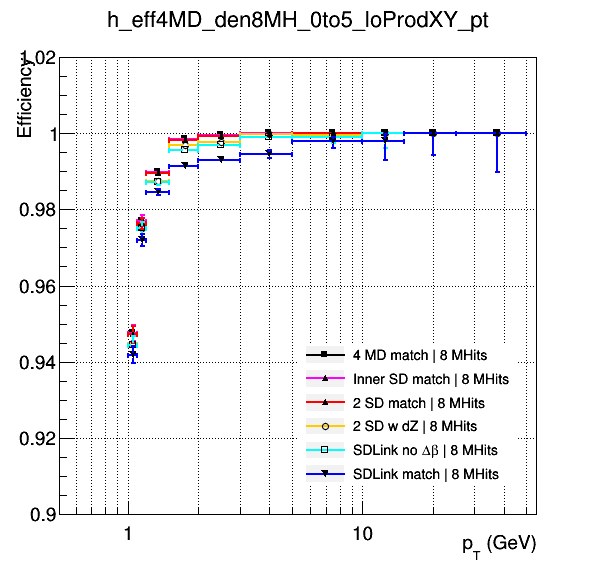 h_eff4MD_den8MH_0to5_loProdXY_pt
Efficiency
1.02
1
0.98
0.96
0.94
0.92
0.9
4 MD match | 8 MHits
Inner SD match | 8 MHits
2 SD match | 8 MHits
2 SD w dZ | 8 MHits
SDLink no Δβ | 8 MHits
SDLink match | 8 MHits
1
10
p_T (GeV)